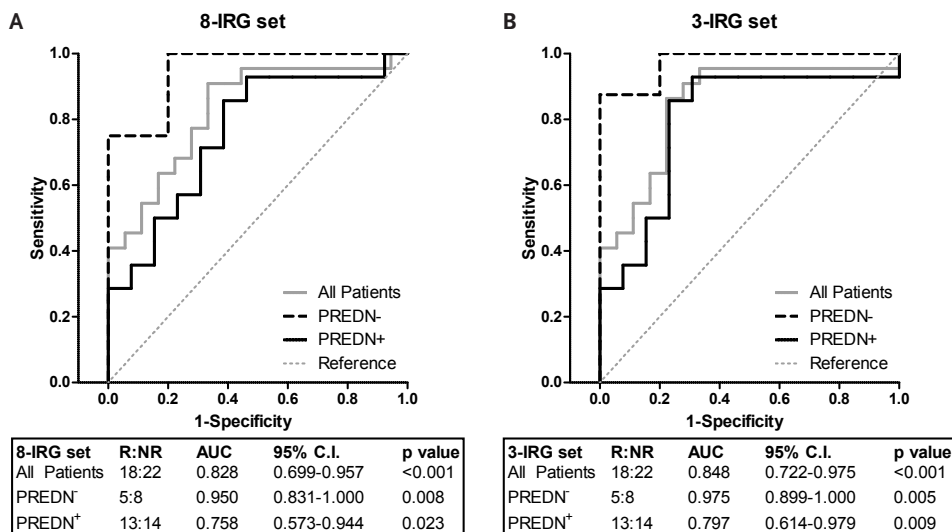 A
8-IRG set
1.0
0.8
0.6
0.4
0.2
0.0
Sensitivity
All Patients
PREDN-
PREDN+
Reference
0.0 0.2 0.4 0.6 0.8 1.0
1-Specificity
8-IRG set R:NR AUC 95% C.I. p value
All Patients 18:22 0.828 0.699-0.957 <0.001
PREDN⁻ 5:8 0.950 0.831-1.000 0.008
PREDN⁺ 13:14 0.758 0.573-0.944 0.023
B
3-IRG set
1.0
0.8
0.6
0.4
0.2
0.0
Sensitivity
All Patients
PREDN-
PREDN+
Reference
0.0 0.2 0.4 0.6 0.8 1.0
1-Specificity
3-IRG set R:NR AUC 95% C.I. p value
All Patients 18:22 0.848 0.722-0.975 <0.001
PREDN⁻ 5:8 0.975 0.899-1.000 0.005
PREDN⁺ 13:14 0.797 0.614-0.979 0.009